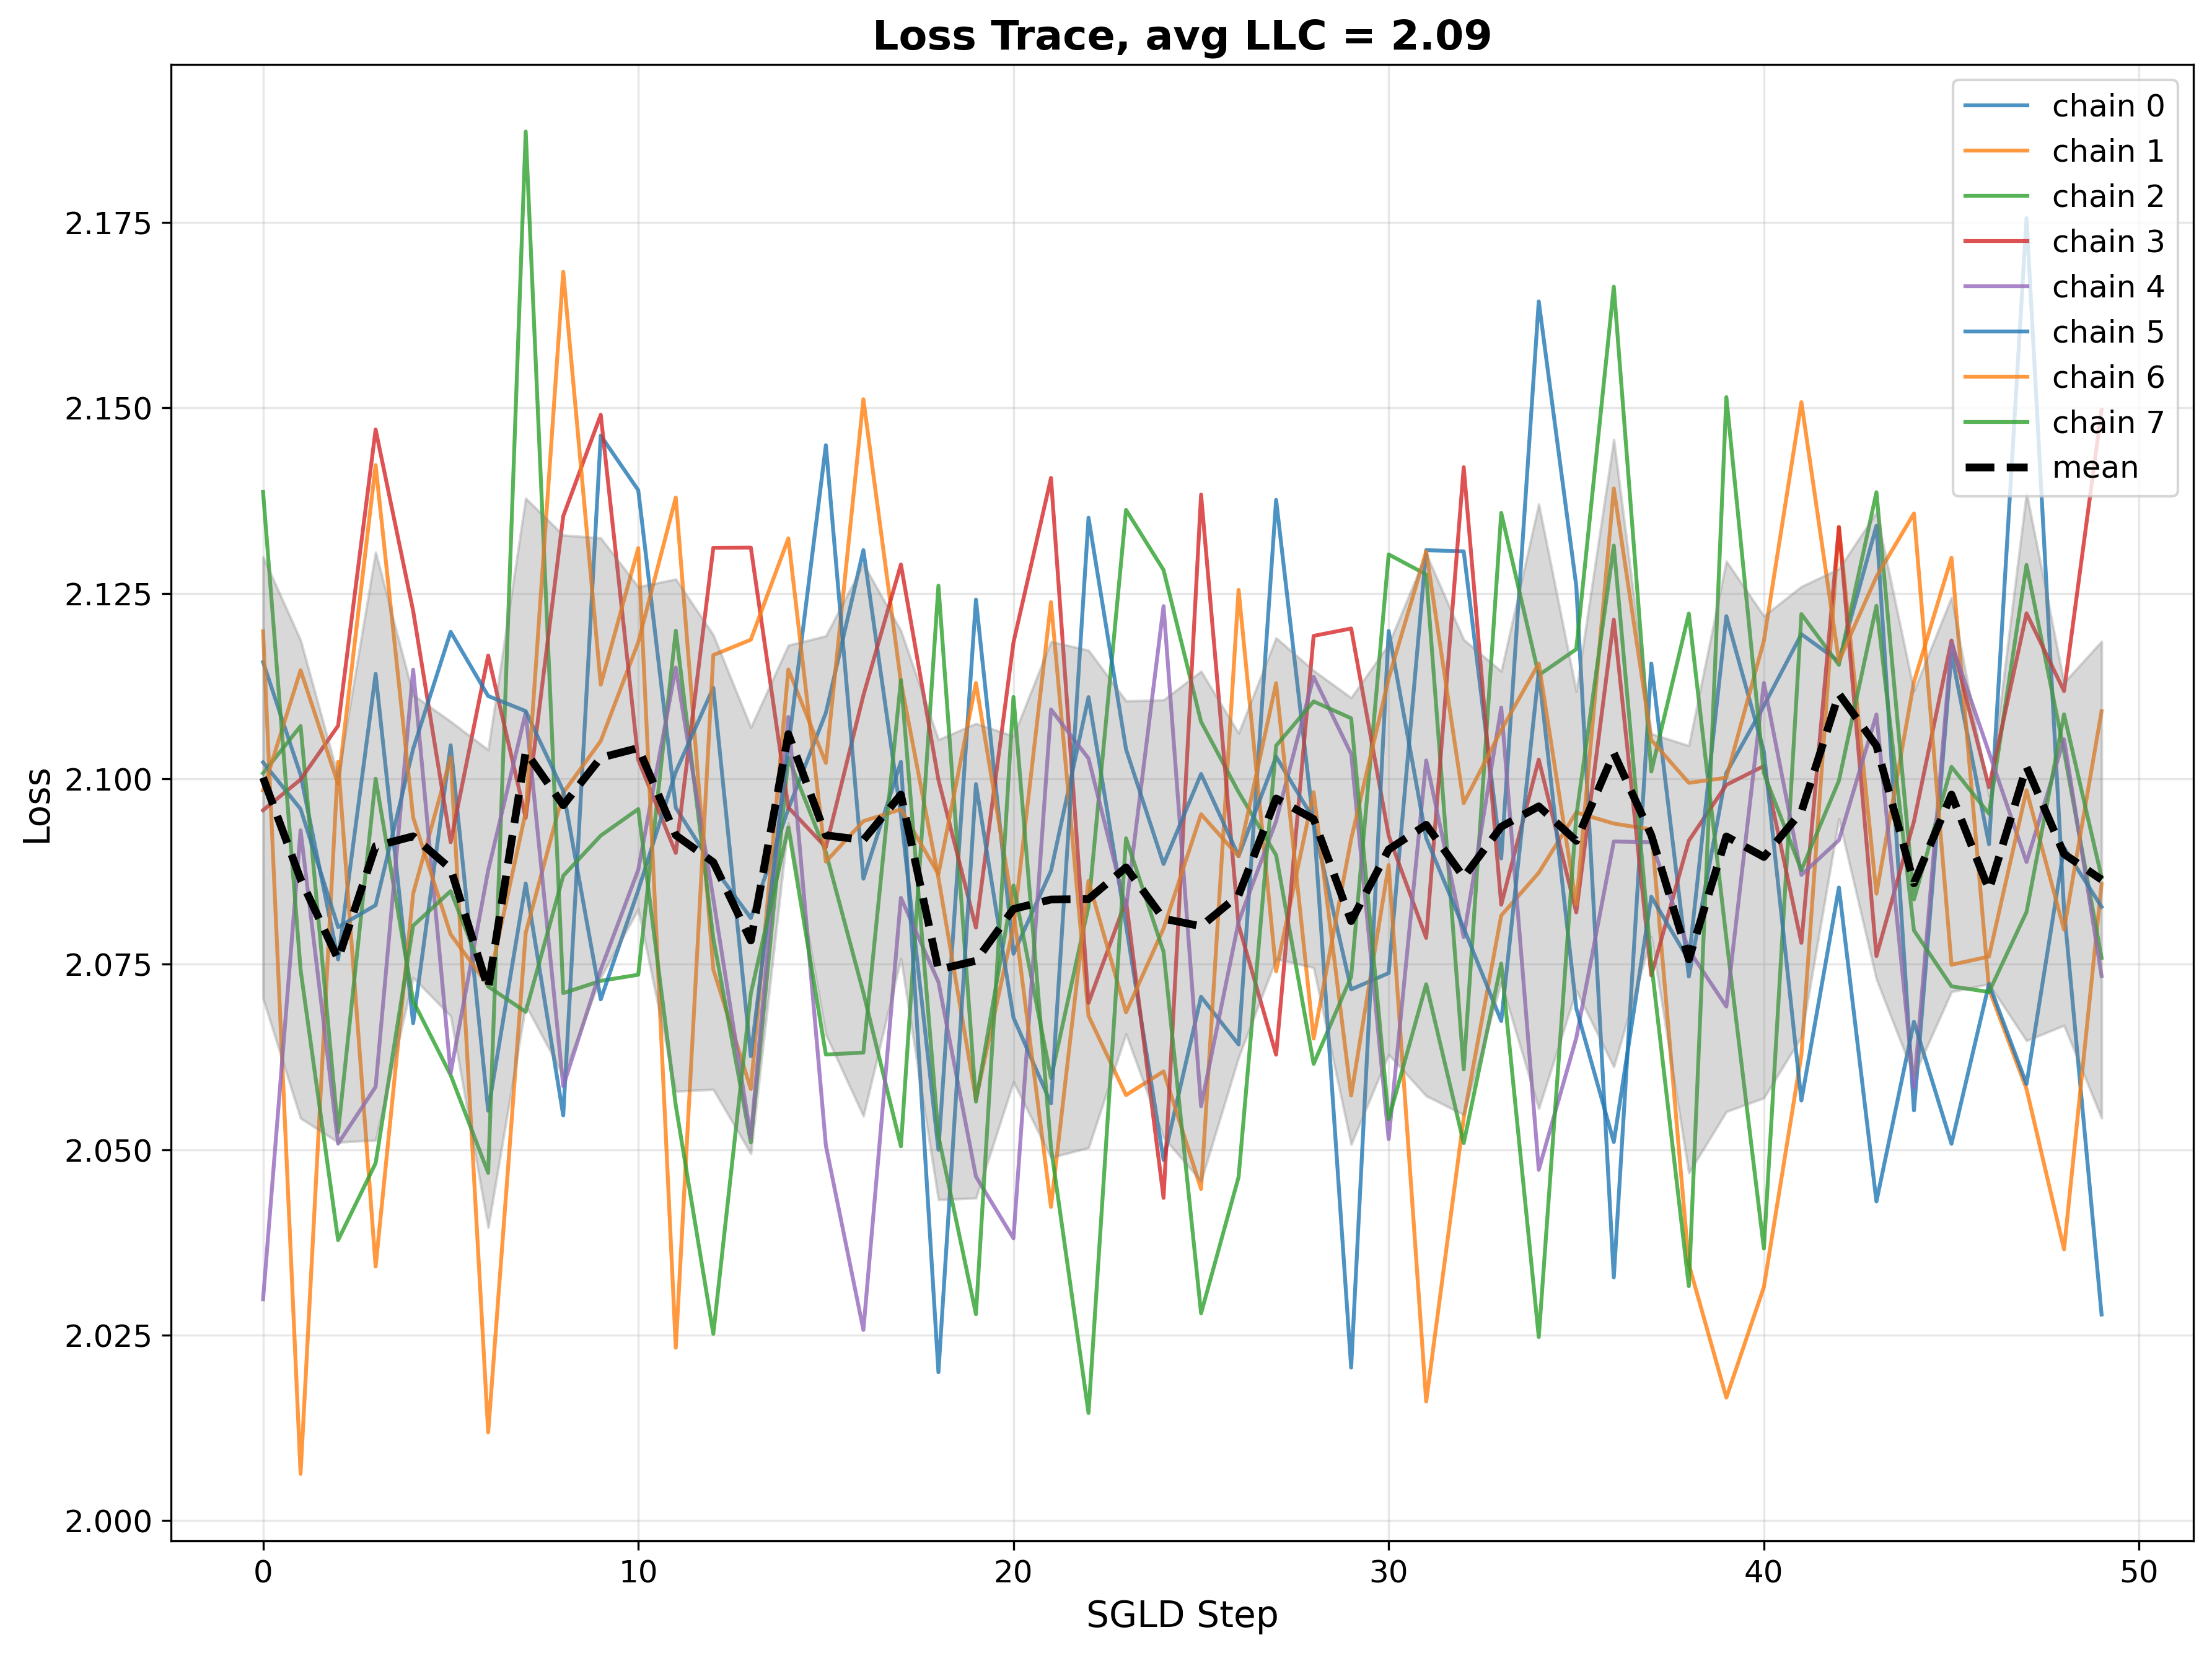 Loss Trace, avg LLC = 2.09
chain 0
chain 1
chain 2
chain 3
chain 4
chain 5
chain 6
chain 7
mean
Loss
2.175
2.150
2.125
2.100
2.075
2.050
2.025
2.000
0 10 20 30 40 50
SGLD Step